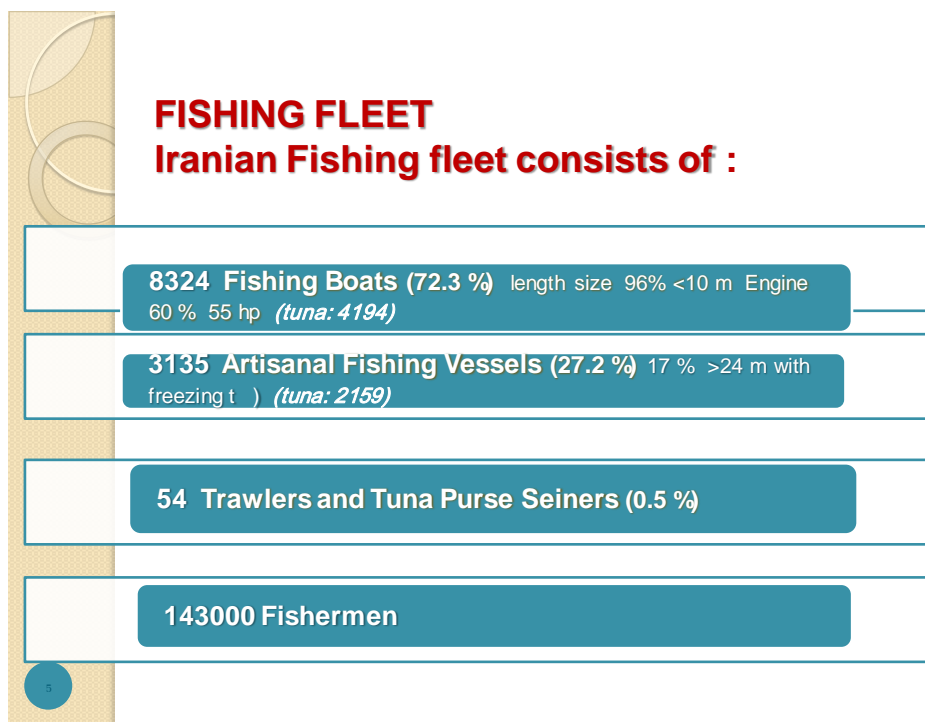 FISHING FLEET
Iranian Fishing fleet consists of :
8324 Fishing Boats (72.3 %) length size 96% <10 m Engine
60 % 55 hp (tuna: 4194)
3135 Artisanal Fishing Vessels (27.2 %) 17 % >24 m with
freezing t ) (tuna: 2159)
54 Trawlers and Tuna Purse Seiners (0.5 %)
143000 Fishermen
5